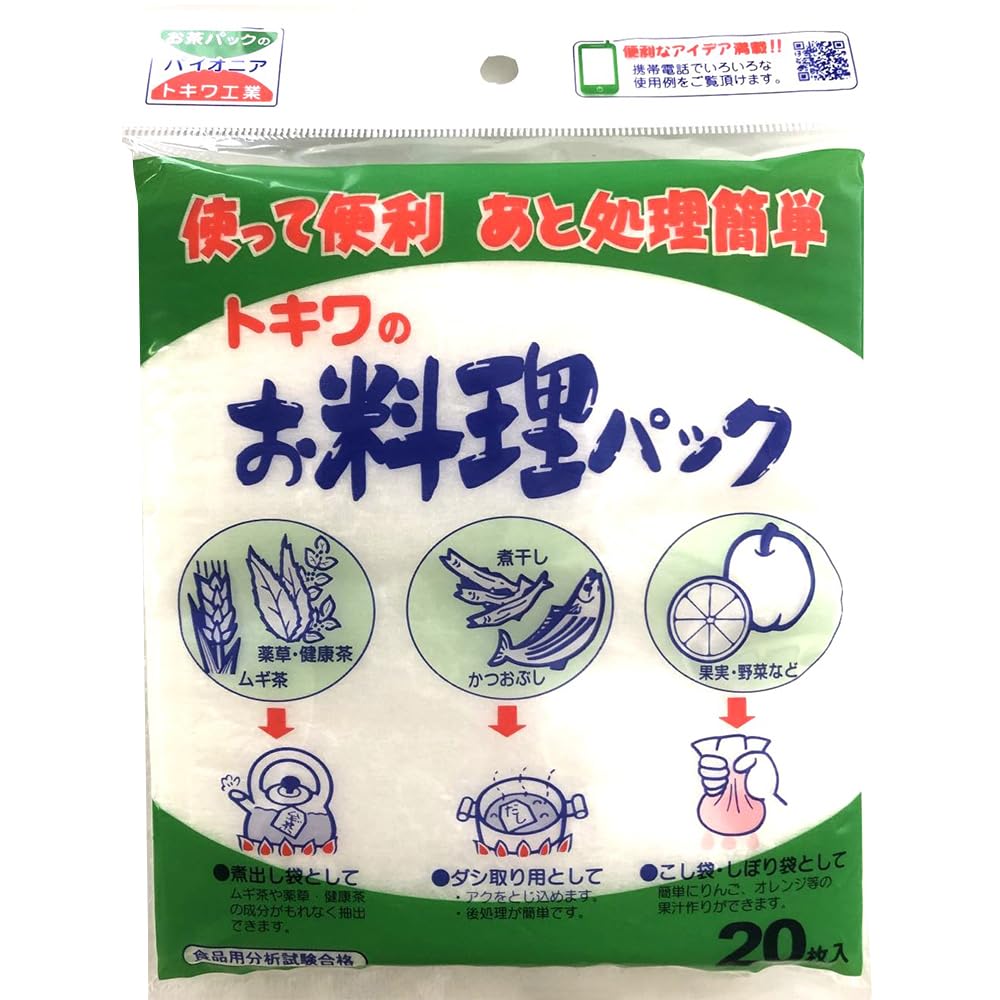 お茶パックの
パイオニア
トキワ工業
便利なアイデア満載!!
携帯電話でいろいろな
使用例をご覧頂けます。
使って便利 あと処理簡単
トキワの
お料理パック
薬草・健康茶
ムギ茶
煮干し
かつおぶし
果実・野菜など
だし
●煮出し袋として
ムギ茶や薬草・健康茶
の成分がもれなく抽出
できます。
●ダシ取り用として
・アクをとじ込めます。
・後処理が簡単です。
●こし袋・しぼり袋として
簡単にりんご、オレンジ等の
果汁作りができます。
食品用分析試験合格
20枚入